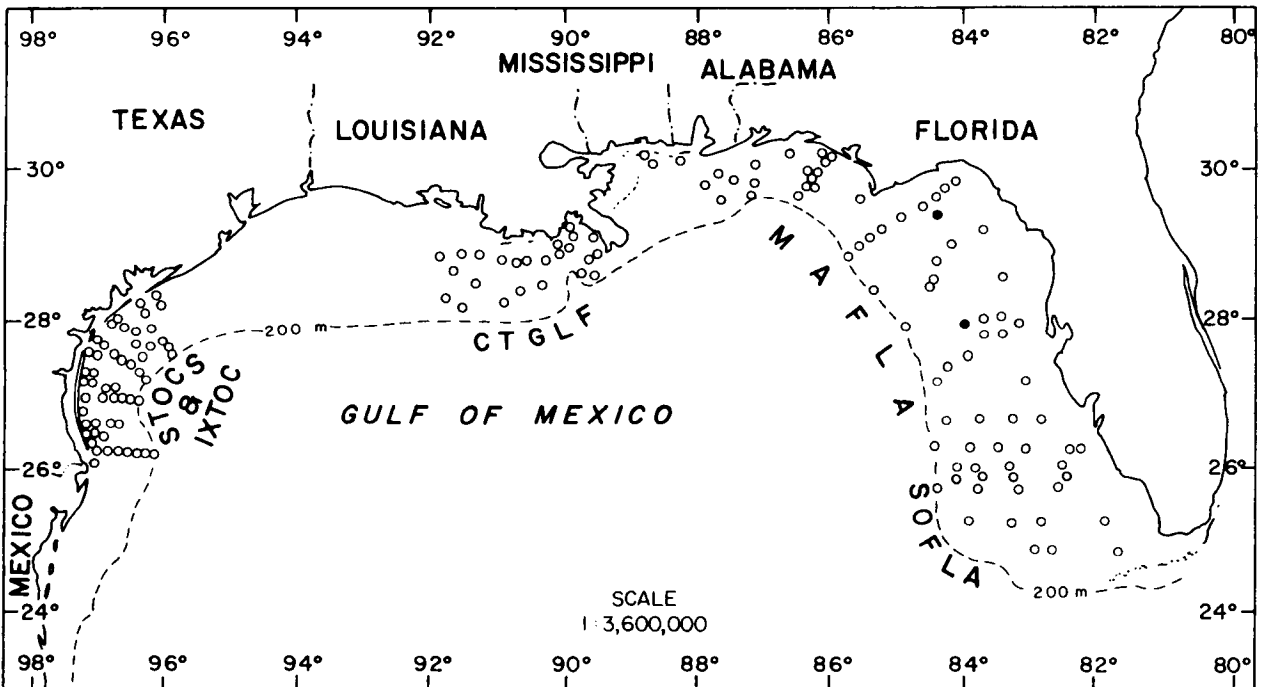 98° 96° 94° 92° 90° 88° 86° 84° 82° 80°
MISSISSIPPI ALABAMA
TEXAS LOUISIANA FLORIDA
30° 30°
MAFLA
28° 200 m CTGLF 28°
STOCS
&
IXTOC
GULF OF MEXICO
26° 26°
SOFLA
MEXICO
200 m
SCALE
24° 24°
1:3,600,000
98° 96° 94° 92° 90° 88° 86° 84° 82° 80°